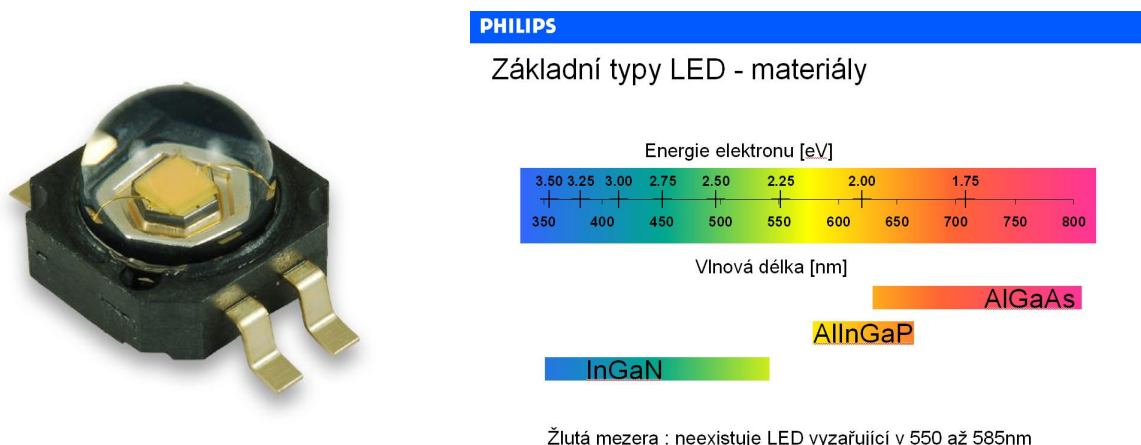 PHILIPS
Základní typy LED - materiály
Energie elektronu [eV]
3.50 3.25 3.00 2.75 2.50 2.25 2.00 1.75
350 400 450 500 550 600 650 700 750 800
Vlnová délka [nm]
AlGaAs
AlInGaP
InGaN
Žlutá mezera : neexistuje LED vyzařující v 550 až 585nm